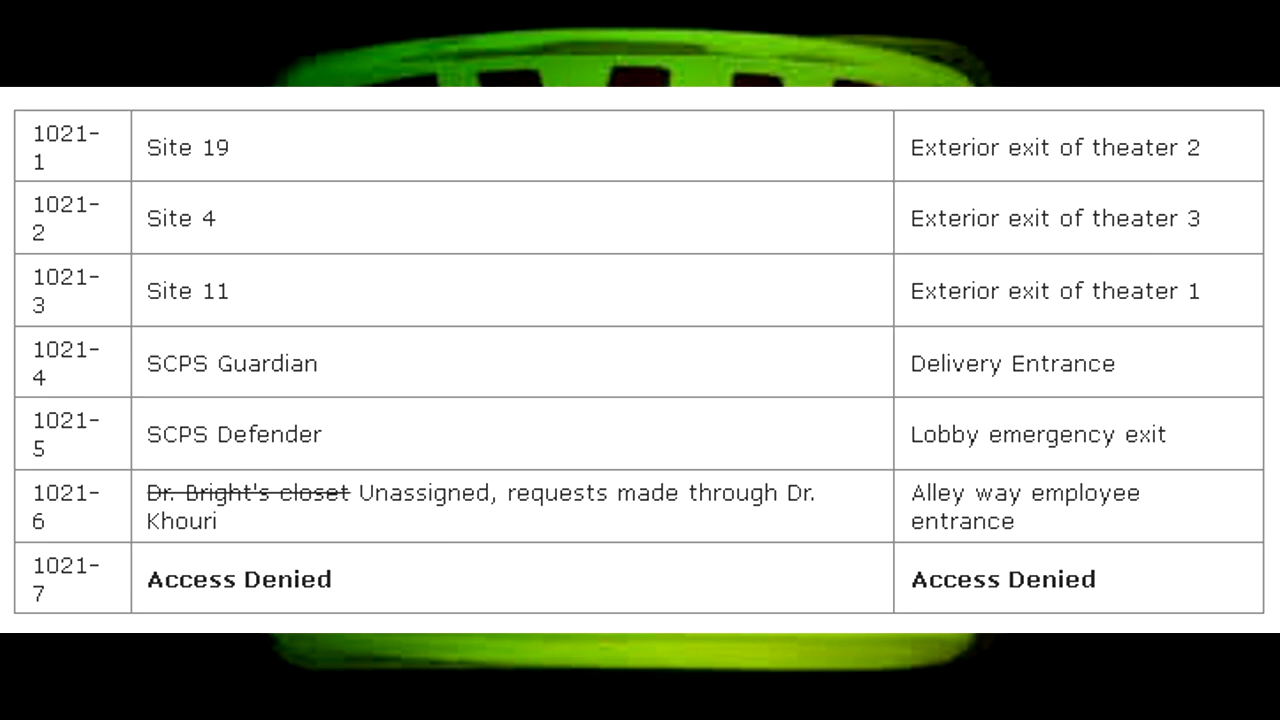 1021-
1
Site 19
Exterior exit of theater 2
1021-
2
Site 4
Exterior exit of theater 3
1021-
3
Site 11
Exterior exit of theater 1
1021-
4
SCPS Guardian
Delivery Entrance
1021-
5
SCPS Defender
Lobby emergency exit
1021-
6
Dr. Bright's closet Unassigned, requests made through Dr.
Khouri
Alley way employee
entrance
1021-
7
Access Denied
Access Denied